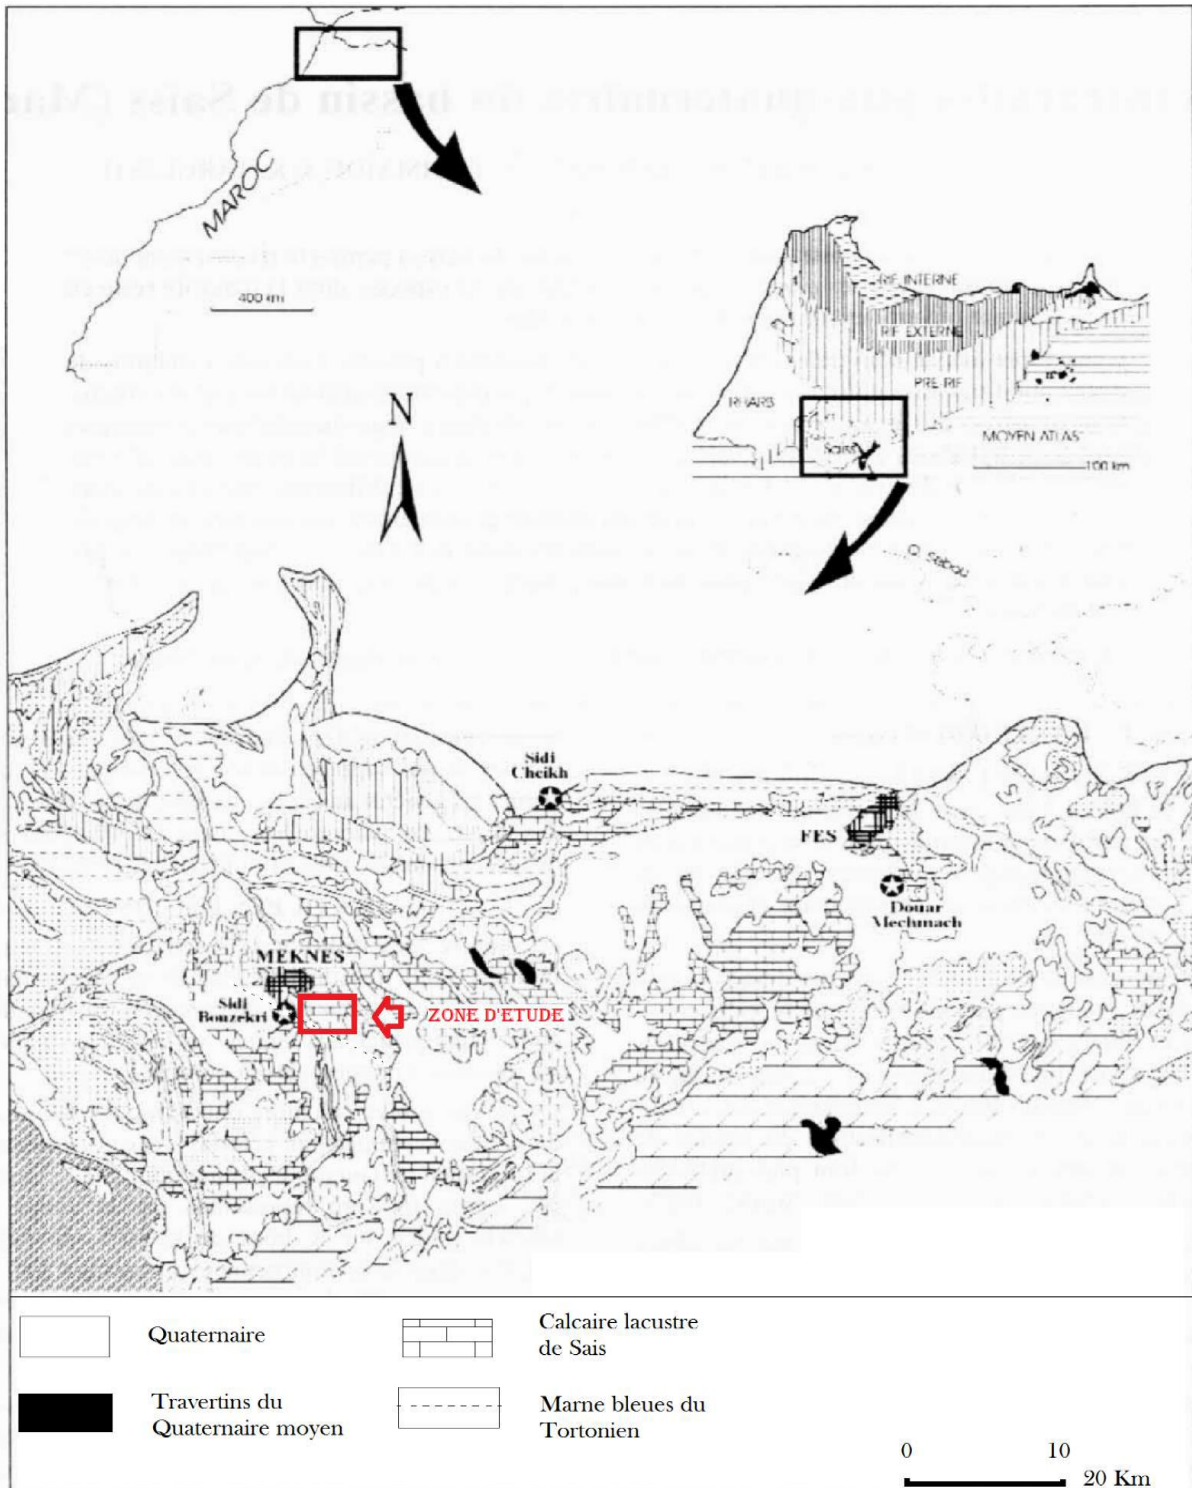 MAROC
400 km
RIF INTERNE
RIF EXTERNE
PRE RIF
RHARB
Saiss
MOYEN ATLAS
100 km
N
O. Sebou
Sidi
Cheikh
FES
Douar
Mechmach
MEKNES
Sidi
Bouzekri
ZONE D'ETUDE
Quaternaire
Calcaire lacustre
de Sais
Travertins du
Quaternaire moyen
Marne bleues du
Tortonien
0 10
20 Km